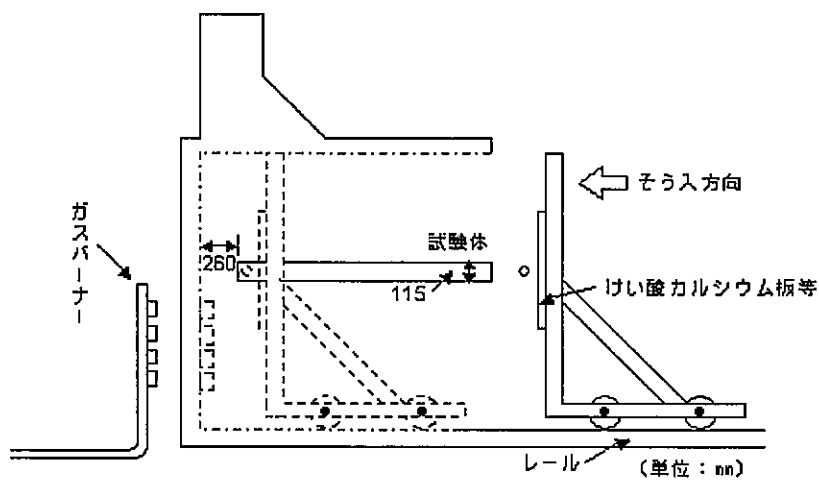 そう入方向
ガスバーナー
試験体
260
115
けい酸カルシウム板等
レール
(単位：mm)